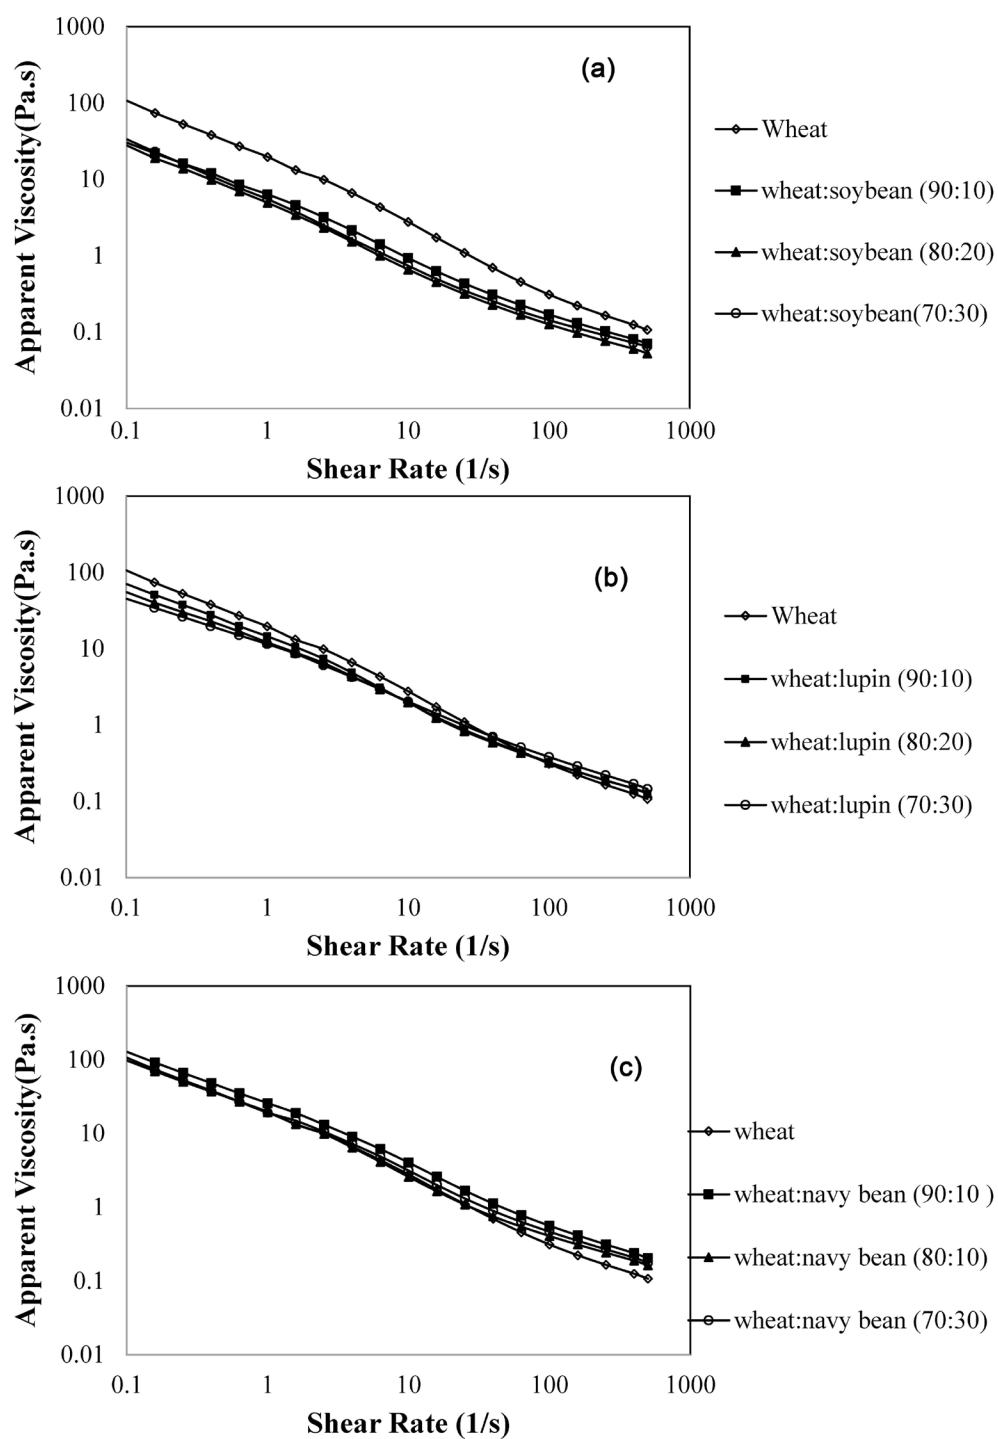 1000
100
10
1
0.1
0.01
Apparent Viscosity(Pa.s)
(a)
0.1 1 10 100 1000
Shear Rate (1/s)
Wheat
wheat:soybean (90:10)
wheat:soybean (80:20)
wheat:soybean(70:30)
1000
100
10
1
0.1
0.01
Apparent Viscosity(Pa.s)
(b)
0.1 1 10 100 1000
Shear Rate (1/s)
Wheat
wheat:lupin (90:10)
wheat:lupin (80:20)
wheat:lupin (70:30)
1000
100
10
1
0.1
0.01
Apparent Viscosity(Pa.s)
(c)
0.1 1 10 100 1000
Shear Rate (1/s)
wheat
wheat:navy bean (90:10 )
wheat:navy bean (80:10)
wheat:navy bean (70:30)